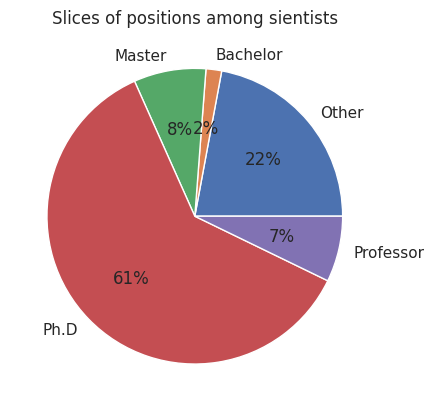 Slices of positions among sientists
Master
Bachelor
Other
8%
2%
22%
7%
Professor
61%
Ph.D